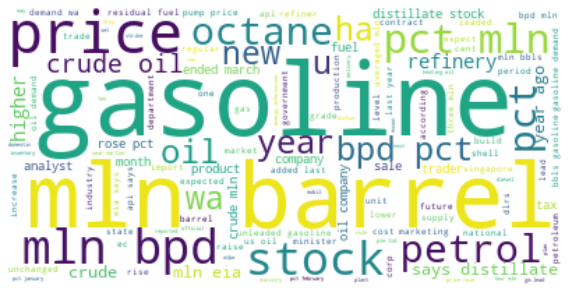 demand wa
residual fuel
pump price
api refiner
distillate stock
bpd mln
price
octane
ha
contract
leaded
trade
regular
cent
new
u
fuel
pct mln
crude oil
ended march
refinery
mln bbls
period
higher
oil demand
department
rose pct
one
gas
government
production
level
last year
three mln
according
pct
year ago
gasoline
bbls gasoline
gasoline demand
analyst
month
oil
year
bpd pct
market
company
build
shell
industry
eia says
api says
import
product
expected
added last
sale
trader
singapore
lead
increase
mln barrel
crude mln
oil company
unit
future
dlrs
tax
wa
barrel
lower
supply
petroleum
mln bpd
state
ec
unleaded gasoline
us oil
minister
cost marketing
national
stock
petrol
raise
corp
unchanged
crude
rise
mln eia
says distillate
pct january
pct february